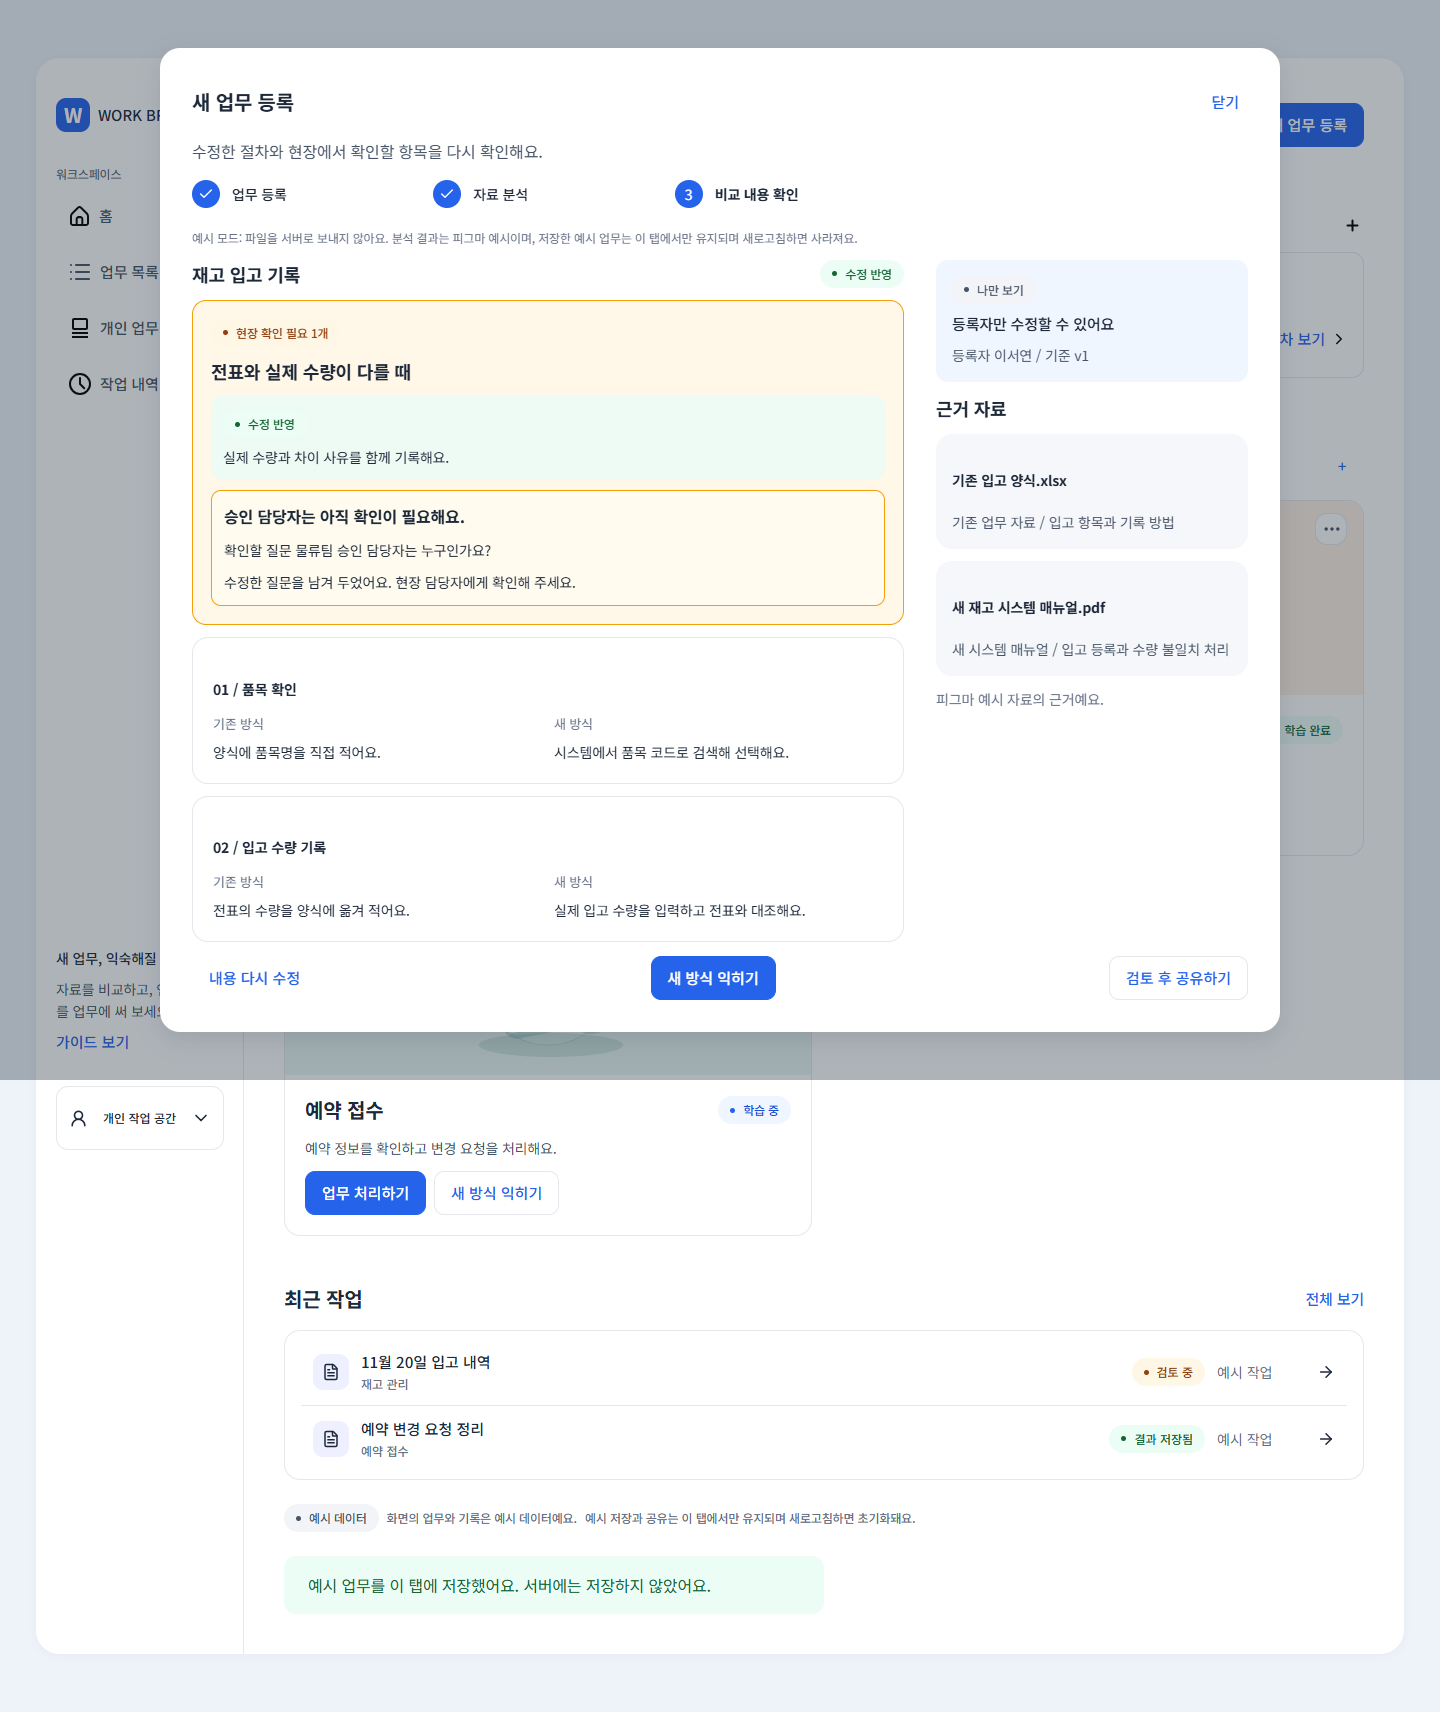 새 업무 등록
닫기
수정한 절차와 현장에서 확인할 항목을 다시 확인해요.
업무 등록
자료 분석
3 비교 내용 확인
예시 모드: 파일을 서버로 보내지 않아요. 분석 결과는 피그마 예시이며, 저장한 예시 업무는 이 탭에서만 유지되며 새로고침하면 사라져요.
재고 입고 기록
수정 반영
현장 확인 필요 1개
전표와 실제 수량이 다를 때
수정 반영
실제 수량과 차이 사유를 함께 기록해요.
승인 담당자는 아직 확인이 필요해요.
확인할 질문 물류팀 승인 담당자는 누구인가요?
수정한 질문을 남겨 두었어요. 현장 담당자에게 확인해 주세요.
01 / 품목 확인
기존 방식
양식에 품목명을 직접 적어요.
새 방식
시스템에서 품목 코드로 검색해 선택해요.
02 / 입고 수량 기록
기존 방식
전표의 수량을 양식에 옮겨 적어요.
새 방식
실제 입고 수량을 입력하고 전표와 대조해요.
나만 보기
등록자만 수정할 수 있어요
등록자 이서연 / 기준 v1
근거 자료
기존 입고 양식.xlsx
기존 업무 자료 / 입고 항목과 기록 방법
새 재고 시스템 매뉴얼.pdf
새 시스템 매뉴얼 / 입고 등록과 수량 불일치 처리
피그마 예시 자료의 근거예요.
내용 다시 수정
새 방식 익히기
검토 후 공유하기
W WORK
워크스페이스
홈
업무 목록
개인 업무
작업 내역
업무 등록
+
보기
+
학습 완료
새 업무, 익숙해질
자료를 비교하고,
를 업무에 써
가이드 보기
개인 작업 공간
예약 접수
학습 중
예약 정보를 확인하고 변경 요청을 처리해요.
업무 처리하기
새 방식 익히기
최근 작업
전체 보기
11월 20일 입고 내역
재고 관리
검토 중
예시 작업
예약 변경 요청 정리
예약 접수
결과 저장됨
예시 작업
예시 데이터
화면의 업무와 기록은 예시 데이터예요. 예시 저장과 공유는 이 탭에서만 유지되며 새로고침하면 초기화돼요.
예시 업무를 이 탭에 저장했어요. 서버에는 저장하지 않았어요.